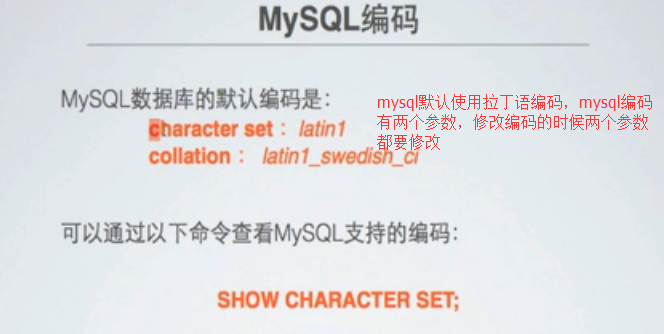 MySQL编码
MySQL数据库的默认编码是：
character set： latin1
collation： latin1_swedish_ci
mysql默认使用拉丁语编码，mysql编码
有两个参数，修改编码的时候两个参数
都要修改
可以通过以下命令查看MySQL支持的编码：
SHOW CHARACTER SET;